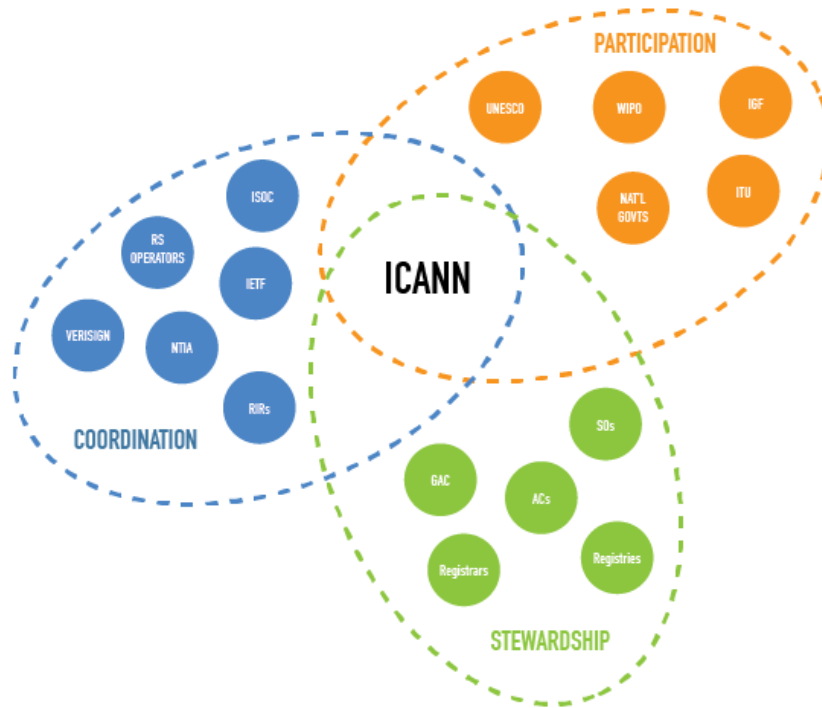 PARTICIPATION
UNESCO
WIPO
IGF
NAT'L
GOVTS
ITU
ISOC
RS
OPERATORS
IETF
VERISIGN
NTIA
RIRs
COORDINATION
ICANN
SOs
GAC
ACs
Registrars
Registries
STEWARDSHIP